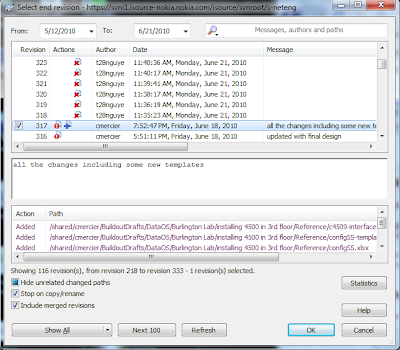 Select end revision - https://svni1.isource-nokia.nokia.com/isource/svnroot/s-neteng
From: 5/12/2010 To: 6/21/2010 Messages, authors and paths
Revision Actions Author Date Message
323 t28nguye 11:40:36 AM, Monday, June 21, 2010
322 t28nguye 11:40:15 AM, Monday, June 21, 2010
321 t28nguye 11:39:41 AM, Monday, June 21, 2010
320 t28nguye 11:38:17 AM, Monday, June 21, 2010
319 t28nguye 11:36:19 AM, Monday, June 21, 2010
318 t28nguye 11:35:23 AM, Monday, June 21, 2010
317 cmercier 7:52:47 PM, Friday, June 18, 2010 all the changes including some new te
316 cmercier 5:51:11 PM, Friday, June 18, 2010 updated with final design
all the changes including some new templates
Action Path
Added /shared/cmercier/BuildoutDrafts/DataOS/Burlington Lab/installing 4500 in 3rd floor/Reference/c4509-interface
Added /shared/cmercier/BuildoutDrafts/DataOS/Burlington Lab/installing 4500 in 3rd floor/Reference/configSS-templa
Added /shared/cmercier/BuildoutDrafts/DataOS/Burlington Lab/installing 4500 in 3rd floor/Reference/configSS.xlsx
Showing 116 revision(s), from revision 218 to revision 333 - 1 revision(s) selected.
Hide unrelated changed paths Statistics
Stop on copy/rename
Include merged revisions Help
Show All Next 100 Refresh OK Cancel